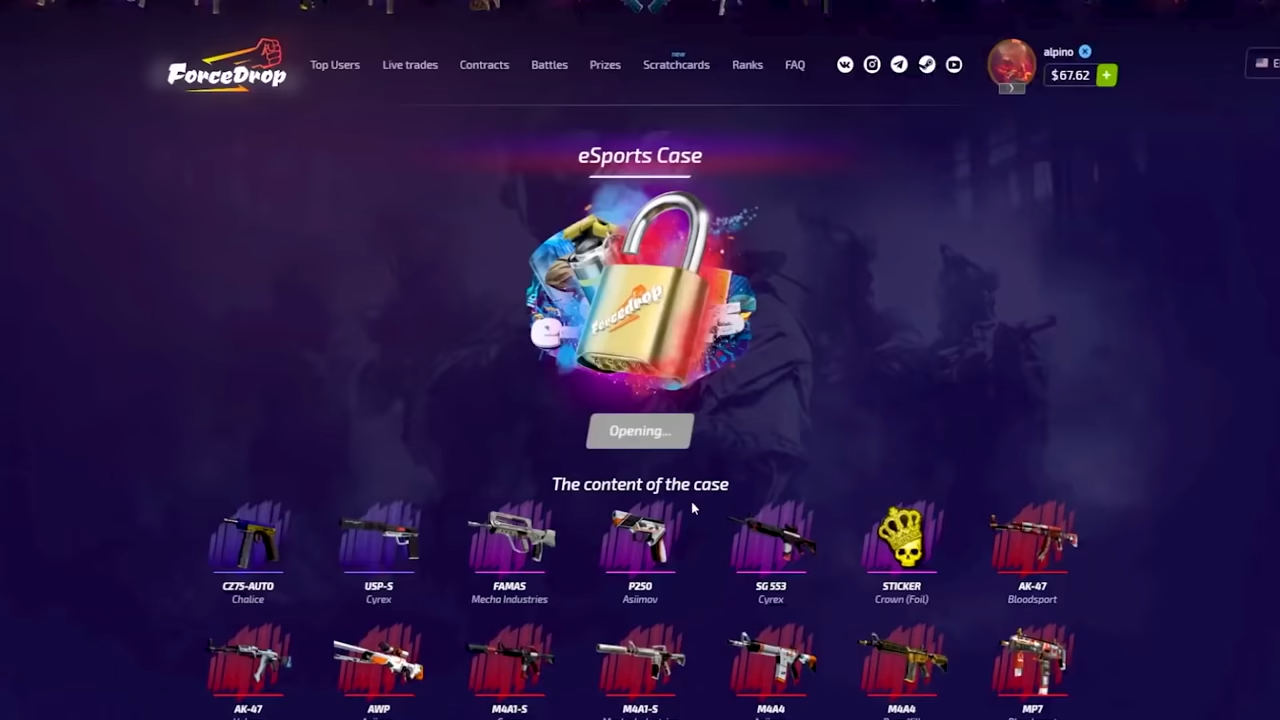 ForceDrop
Top Users
Live trades
Contracts
Battles
Prizes
new
Scratchcards
Ranks
FAQ
alpino
$67.62 +
E
eSports Case
Forcedrop
Opening...
The content of the case
CZ75-AUTO
Chalice
USP-S
Cyrex
FAMAS
Mecha Industries
P250
Asiimov
SG 553
Cyrex
STICKER
Crown (Foil)
AK-47
Bloodsport
AK-47
AWP
M4A1-S
M4A1-S
M4A4
M4A4
MP7